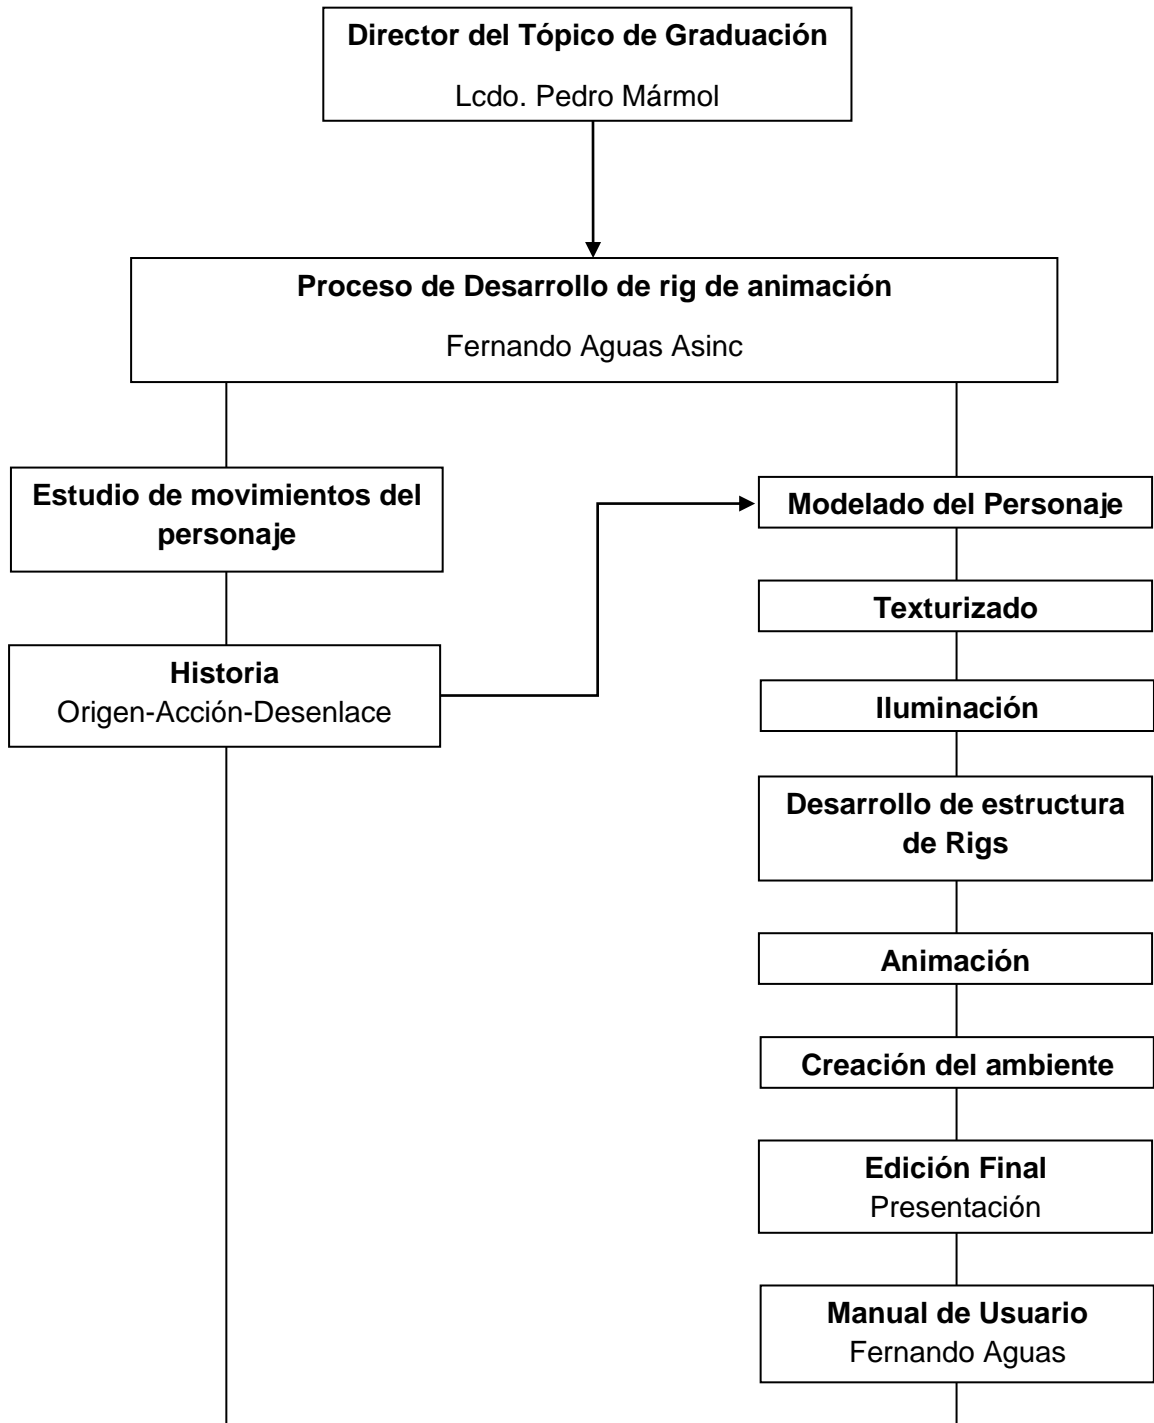 Director del Tópico de Graduación
Lcdo. Pedro Mármol
Proceso de Desarrollo de rig de animación
Fernando Aguas Asinc
Estudio de movimientos del
personaje
Historia
Origen-Acción-Desenlace
Modelado del Personaje
Texturizado
Iluminación
Desarrollo de estructura
de Rigs
Animación
Creación del ambiente
Edición Final
Presentación
Manual de Usuario
Fernando Aguas